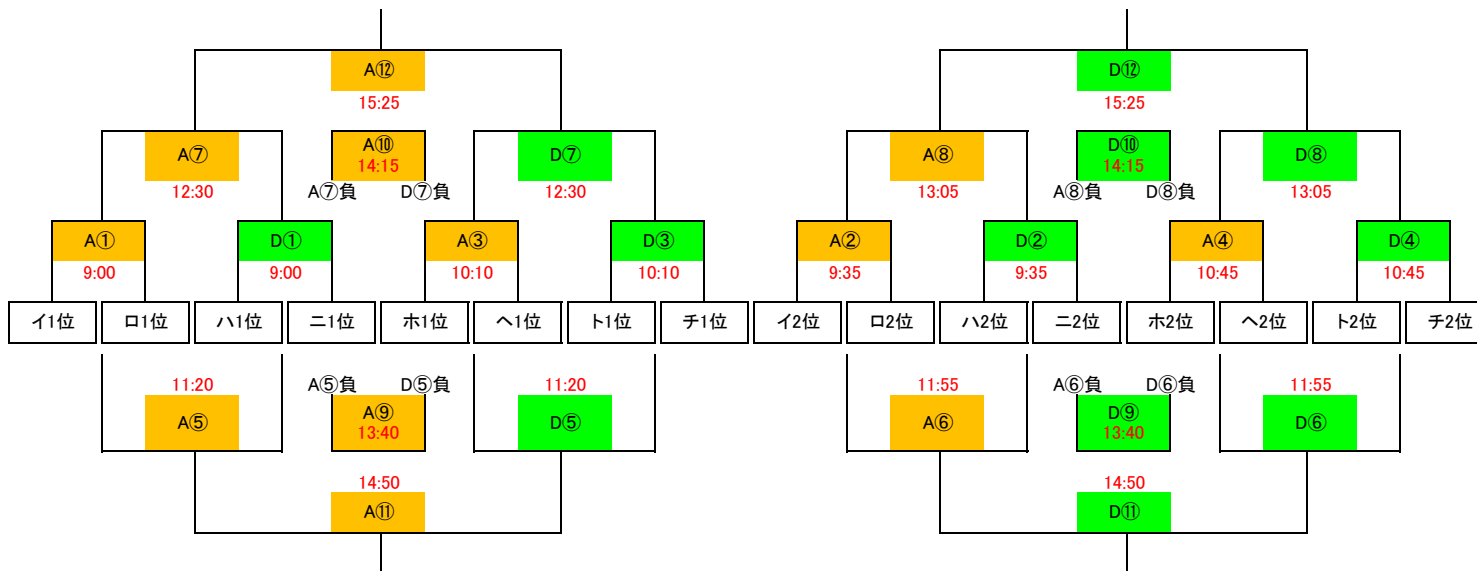 A⑫ D⑫
15:25 15:25
A⑦ A⑩ D⑦ A⑧ D⑩ D⑧
14:15 14:15
12:30 A⑦負 D⑦負 12:30 13:05 A⑧負 D⑧負 13:05
A① D① A③ D③ A② D② A④ D④
9:00 9:00 10:10 10:10 9:35 9:35 10:45 10:45
イ1位 ロ1位 ハ1位 ニ1位 ホ1位 ヘ1位 ト1位 チ1位 イ2位 ロ2位 ハ2位 ニ2位 ホ2位 ヘ2位 ト2位 チ2位
11:20 A⑤負 D⑤負 11:20 11:55 A⑥負 D⑥負 11:55
A⑤ A⑨ D⑤ A⑥ D⑨ D⑥
13:40 13:40
14:50 14:50
A⑪ D⑪